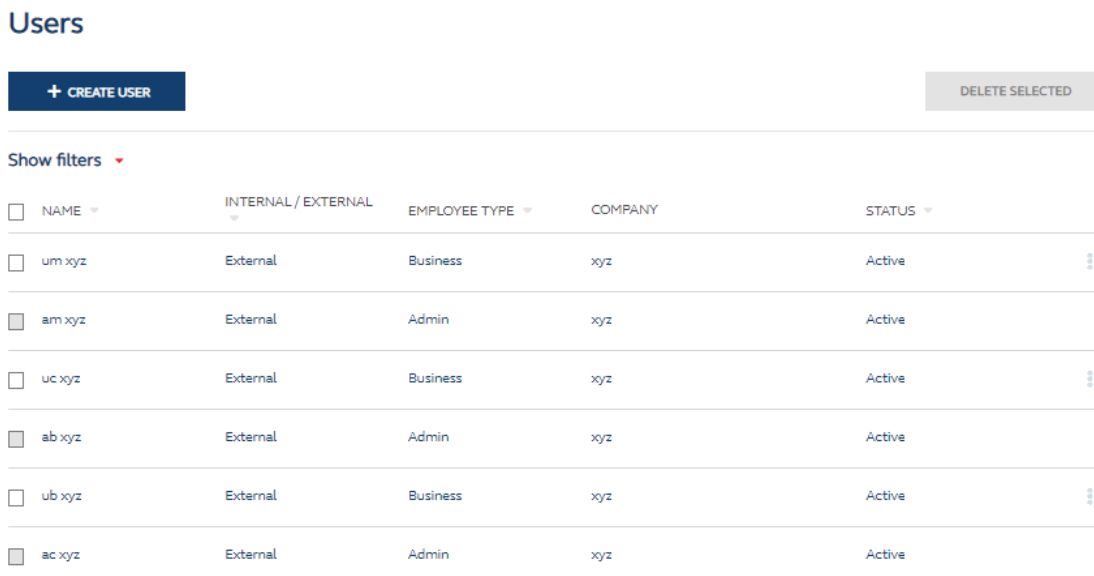 Users
+ CREATE USER DELETE SELECTED
Show filters
NAME INTERNAL / EXTERNAL EMPLOYEE TYPE COMPANY STATUS
um xyz External Business xyz Active
am xyz External Admin xyz Active
uc xyz External Business xyz Active
ab xyz External Admin xyz Active
ub xyz External Business xyz Active
ac xyz External Admin xyz Active